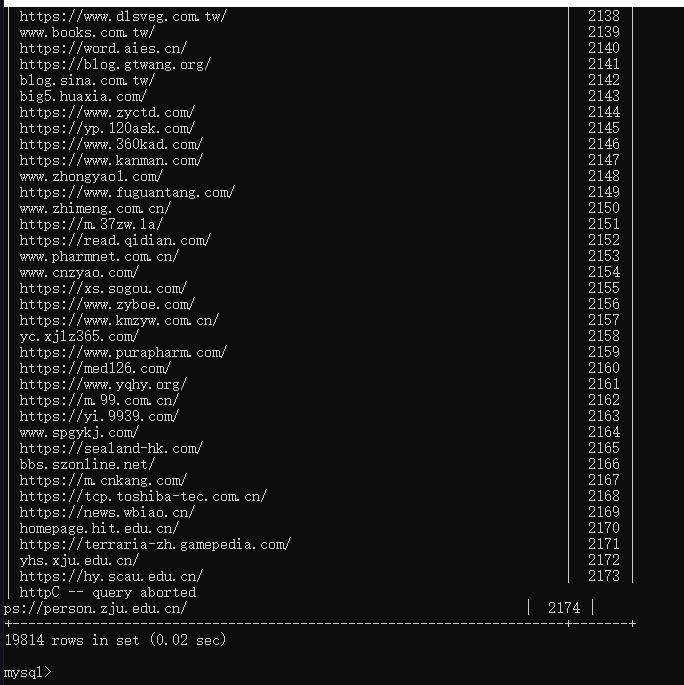 | https://www.dlsveg.com.tw/ | 2138 |
| www.books.com.tw/ | 2139 |
| https://word.aies.cn/ | 2140 |
| https://blog.gtwang.org/ | 2141 |
| blog.sina.com.tw/ | 2142 |
| big5.huaxia.com/ | 2143 |
| https://www.zyctd.com/ | 2144 |
| https://yp.120ask.com/ | 2145 |
| https://www.360kad.com/ | 2146 |
| https://www.kanman.com/ | 2147 |
| www.zhongyao1.com/ | 2148 |
| https://www.fuguantang.com/ | 2149 |
| www.zhimeng.com.cn/ | 2150 |
| https://m.37zw.la/ | 2151 |
| https://read.qidian.com/ | 2152 |
| www.pharmnet.com.cn/ | 2153 |
| www.cnzyao.com/ | 2154 |
| https://xs.sogou.com/ | 2155 |
| https://www.zyboe.com/ | 2156 |
| https://www.kmzyw.com.cn/ | 2157 |
| yc.xjlz365.com/ | 2158 |
| https://www.purapharm.com/ | 2159 |
| https://med126.com/ | 2160 |
| https://www.yqhy.org/ | 2161 |
| https://m.99.com.cn/ | 2162 |
| https://yi.9939.com/ | 2163 |
| www.spgykj.com/ | 2164 |
| https://sealand-hk.com/ | 2165 |
| bbs.szonline.net/ | 2166 |
| https://m.cnkang.com/ | 2167 |
| https://tcp.toshiba-tec.com.cn/ | 2168 |
| https://news.wbiao.cn/ | 2169 |
| homepage.hit.edu.cn/ | 2170 |
| https://terraria-zh.gamepedia.com/ | 2171 |
| yhs.xju.edu.cn/ | 2172 |
| https://hy.scau.edu.cn/ | 2173 |
| httpC -- query aborted
ps://person.zju.edu.cn/ | 2174 |
+----------------------------------------------------------------------+-------+
19814 rows in set (0.02 sec)
mysql>